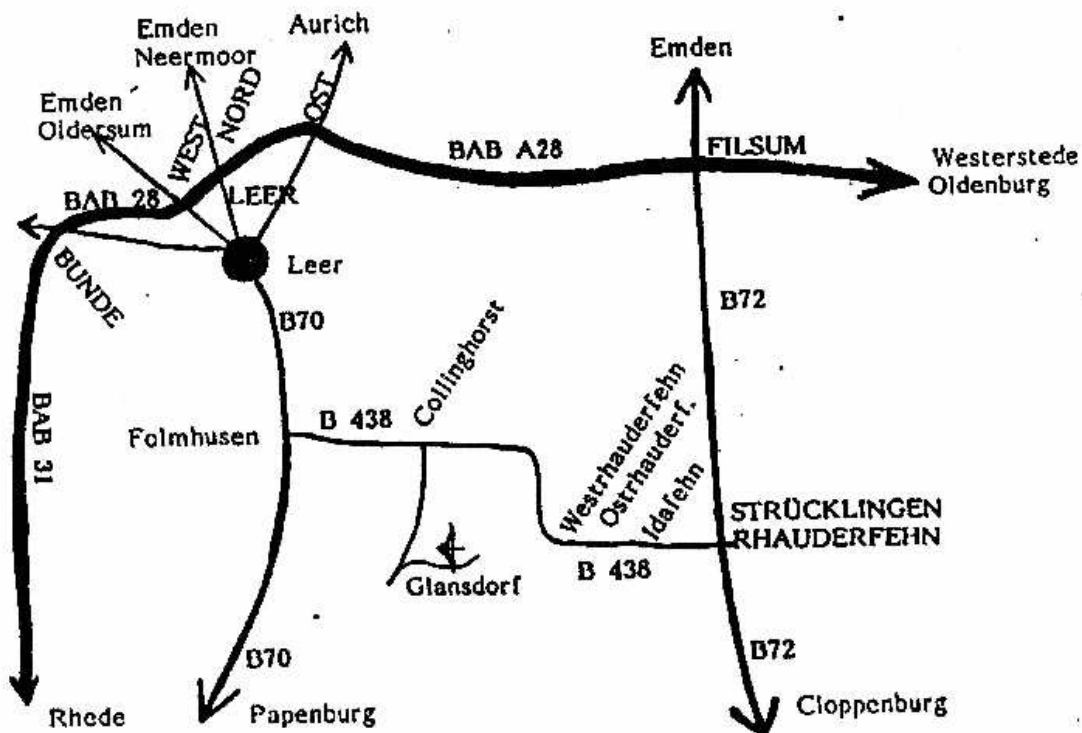 Emden
Neermoor
Aurich
Emden
Emden
Oldersum
WEST
NORD
OST
BAB A28
FILSUM
Westerstede
Oldenburg
BAB 28
LEER
BUNDE
Leer
B70
B72
Collinghorst
BAB 31
Folmhusen
B 438
Westrhauderfehn
Ostrhauderf.
Idafehn
STRÜCKLINGEN
RHAUDERFEHN
B 438
Glansdorf
B70
B72
Rhede
Papenburg
Cloppenburg